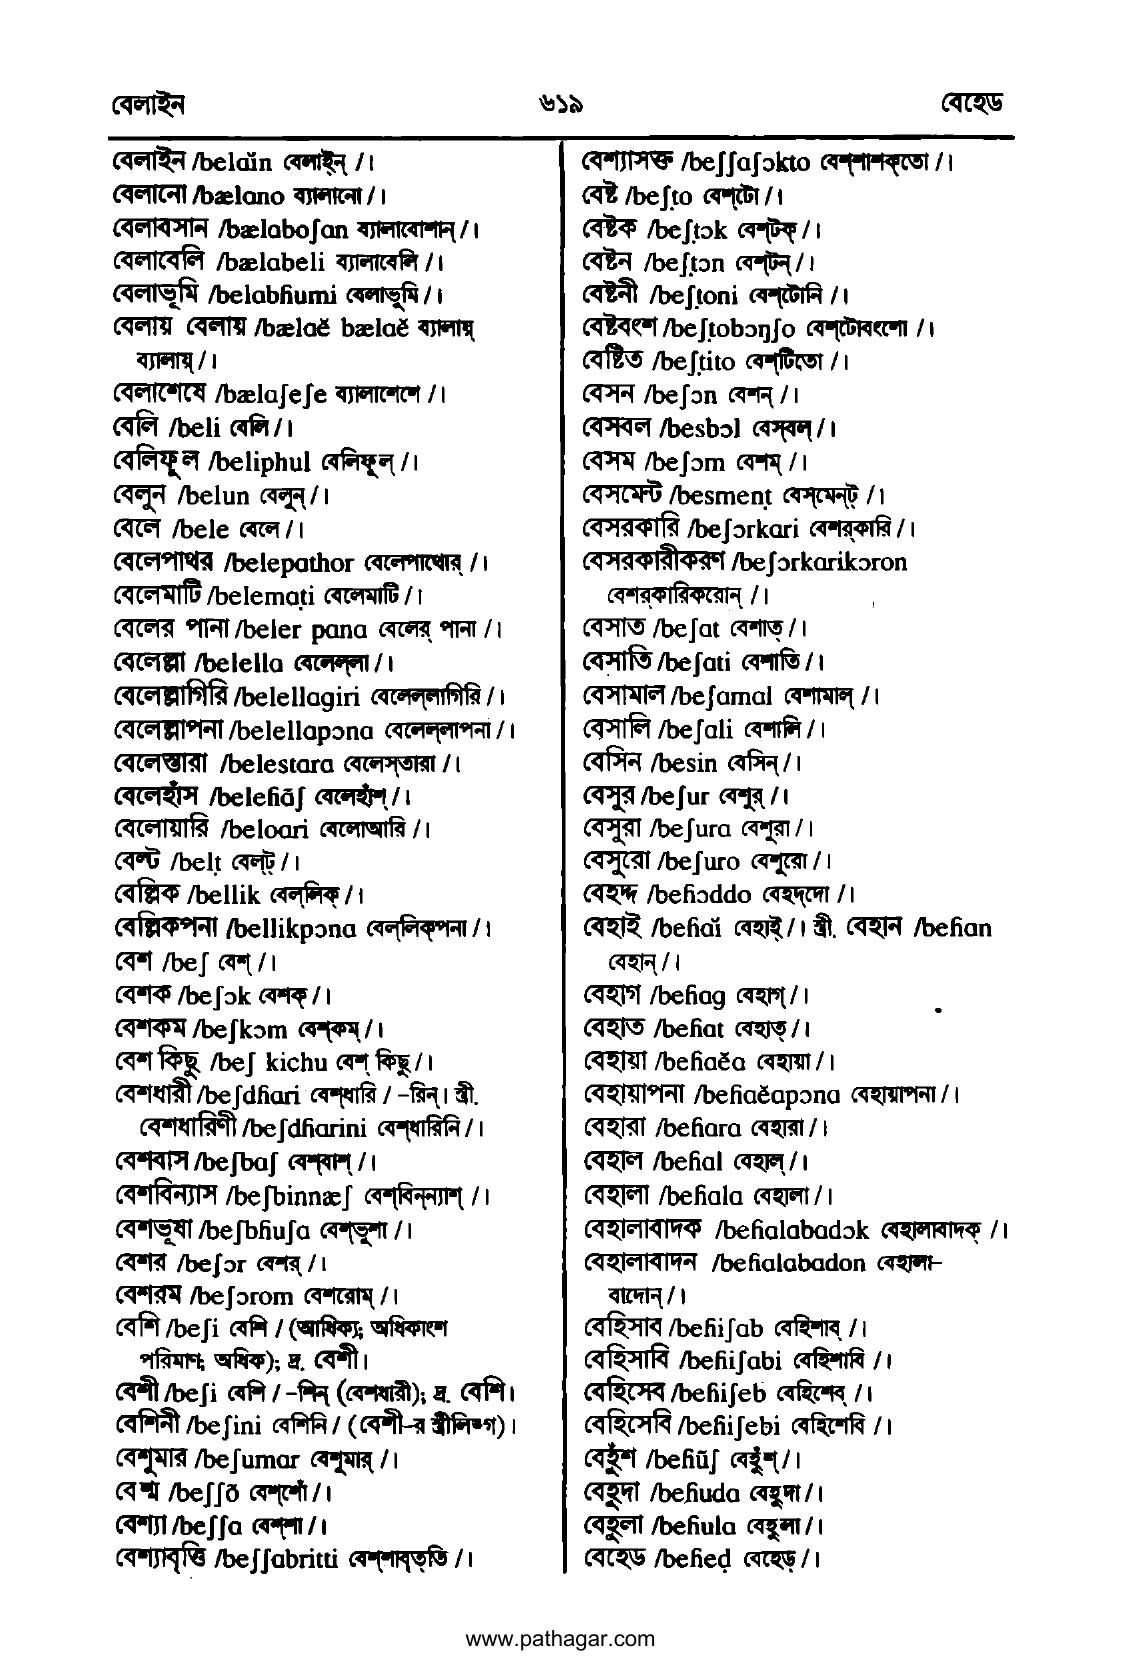 বেলাইন ৬১৯ বেহেড
বেলাইন /belaĭn বেলাই্ন্ /।
বেলানো /bælano ব্যালানো /।
বেলাবসান /bælaboʃan ব্যালাবোশান্ /।
বেলাবেলি /bælabeli ব্যালাবেলি /।
বেলাভূমি /belabɦumi বেলাভুমি /।
বেলায় বেলায় /bælaĕ bælaĕ ব্যালায়্
ব্যালায়্ /।
বেলাশেষে /bælaʃeʃe ব্যালাশেশে /।
বেলি /beli বেলি /।
বেলিফুল /beliphul বেলিফুল্ /।
বেলুন /belun বেলুন্ /।
বেলে /bele বেলে /।
বেলেপাথর /belepathor বেলেপাথোর্ /।
বেলেমাটি /belemaṭi বেলেমাটি /।
বেলের পানা /beler pana বেলের্ পানা /।
বেলেল্লা /belella বেলেল্‌লা /।
বেলেল্লাগিরি /belellagiri বেলেল্‌লাগিরি /।
বেলেল্লাপনা /belellapɔna বেলেল্‌লাপনা /।
বেলেস্তারা /belestara বেলেস্‌তারা /।
বেলেহাঁস /beleɦãʃ বেলেহাঁশ্ /।
বেলোয়ারি /beloari বেলোআরি /।
বেল্ট /belṭ বেল্‌ট্ /।
বেল্লিক /bellik বেল্‌লিক্ /।
বেল্লিকপনা /bellikpɔna বেল্‌লিক্‌পনা /।
বেশ /beʃ বেশ্ /।
বেশক /beʃɔk বেশক্ /।
বেশকম /beʃkɔm বেশ্‌কম্ /।
বেশ কিছু /beʃ kichu বেশ্ কিছু /।
বেশধারী /beʃdɦari বেশ্‌ধারি / –রিন্। স্ত্রী.
বেশধারিণী /beʃdɦarini বেশ্‌ধারিনি /।
বেশবাস /beʃbaʃ বেশ্‌বাশ্ /।
বেশবিন্যাস /beʃbinnæʃ বেশ্‌বিন্‌ন্যাশ্ /।
বেশভূষা /beʃbɦuʃa বেশ্‌ভুশা /।
বেশর /beʃɔr বেশর্ /।
বেশরম /beʃɔrom বেশরোম্ /।
বেশি /beʃi বেশি / (আধিক্য; অধিকাংশ
পরিমাণ; অধিক); দ্র. বেশী।
বেশী /beʃi বেশি / –শিন্ (বেশধারী); দ্র. বেশি।
বেশিনী /beʃini বেশিনি / (বেশী–র স্ত্রীলিঙ্গ)।
বেশুমার /beʃumar বেশুমার্ /।
বেশ্ম /beʃʃõ বেশ্‌শোঁ /।
বেশ্যা /beʃʃa বেশ্‌শা /।
বেশ্যাবৃত্তি /beʃʃabritti বেশ্‌শাবৃত্‌তি /।
বেশ্যাসক্ত /beʃʃaʃɔkto বেশ্‌শাশক্‌তো /।
বেষ্ট /beʃṭo বেশ্‌টো /।
বেষ্টক /beʃṭɔk বেশ্‌টক্ /।
বেষ্টন /beʃṭɔn বেশ্‌টন্ /।
বেষ্টনী /beʃṭoni বেশ্‌টোনি /।
বেষ্টবংশ /beʃṭobɔŋʃo বেশ্‌টোবংশো /।
বেষ্টিত /beʃṭito বেশ্‌টিতো /।
বেসন /beʃɔn বেশন্ /।
বেসবল /besbɔl বেস্‌বল্ /।
বেসম /beʃɔm বেশম্ /।
বেসমেন্ট /besmenṭ বেস্‌মেন্‌ট্ /।
বেসরকারি /beʃɔrkari বেশর্‌কারি /।
বেসরকারীকরণ /beʃɔrkarikɔron
বেশর্‌কারিকরোন্ /।
বেসাত /beʃat বেশাত্ /।
বেসাতি /beʃati বেশাতি /।
বেসামাল /beʃamal বেশামাল্ /।
বেসালি /beʃali বেশালি /।
বেসিন /besin বেসিন্ /।
বেসুর /beʃur বেশুর্ /।
বেসুরা /beʃura বেশুরা /।
বেসুরো /beʃuro বেশুরো /।
বেহদ্দ /beɦɔddo বেহদ্‌দো /।
বেহাই /beɦaĭ বেহাই্ /। স্ত্রী. বেহান /beɦan
বেহান্ /।
বেহাগ /beɦag বেহাগ্ /।
বেহাত /beɦat বেহাত্ /।
বেহায়া /beɦaĕa বেহায়া /।
বেহায়াপনা /beɦaĕapɔna বেহায়াপনা /।
বেহারা /beɦara বেহারা /।
বেহাল /beɦal বেহাল্ /।
বেহালা /beɦala বেহালা /।
বেহালাবাদক /beɦalabadɔk বেহালাবাদক্ /।
বেহালাবাদন /beɦalabadon বেহালা–
বাদোন্ /।
বেহিসাব /beɦiʃab বেহিশাব্ /।
বেহিসাবি /beɦiʃabi বেহিশাবি /।
বেহিসেব /beɦiʃeb বেহিশেব্ /।
বেহিসেবি /beɦiʃebi বেহিশেবি /।
বেহুঁশ /beɦũʃ বেহুঁশ্ /।
বেহুদা /beɦuda বেহুদা /।
বেহুলা /beɦula বেহুলা /।
বেহেড /beɦeḍ বেহেড্ /।
www.pathagar.com